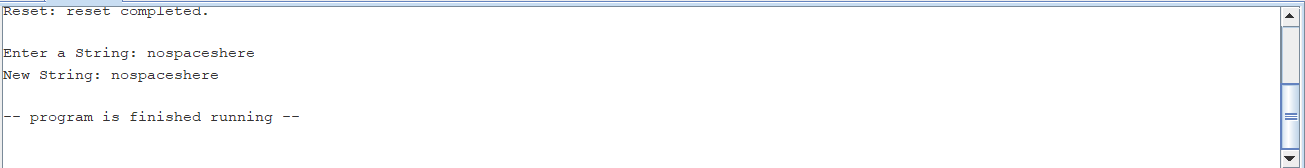 Reset: reset completed.
Enter a String: nospaceshere
New String: nospaceshere
-- program is finished running --